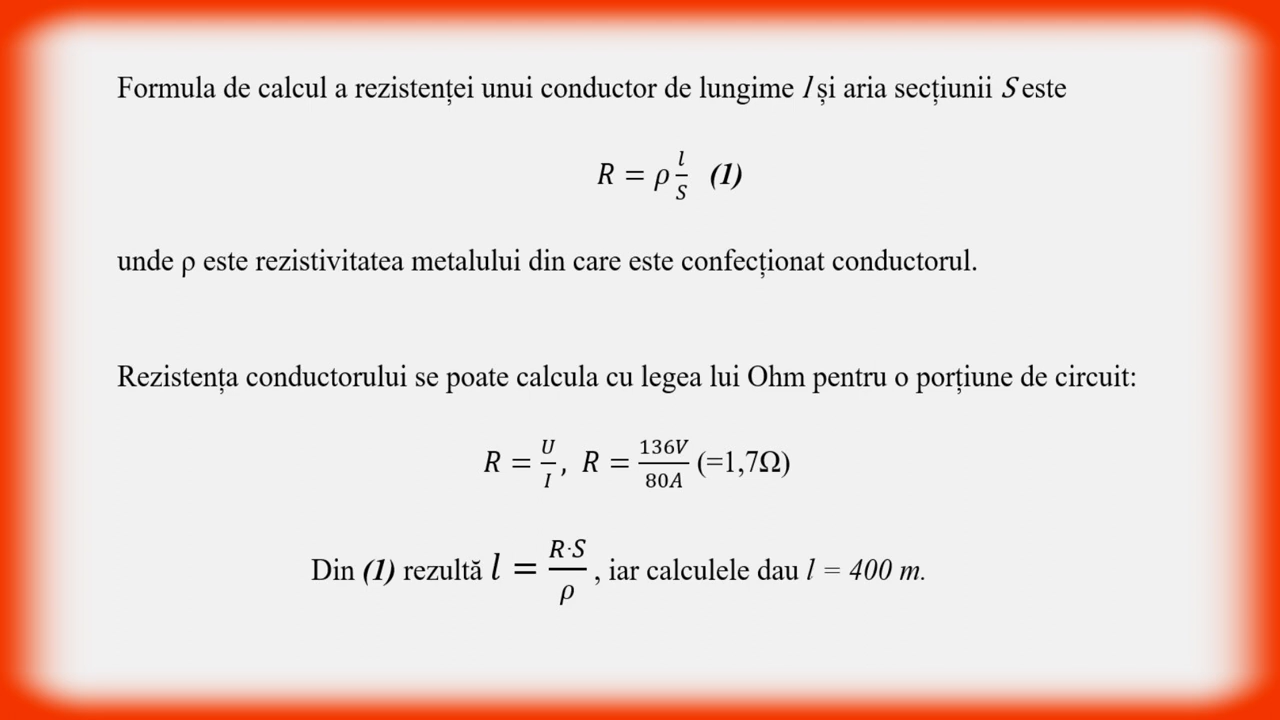 Formula de calcul a rezistenței unui conductor de lungime l și aria secțiunii S este
R = ρ l/S (1)
unde ρ este rezistivitatea metalului din care este confecționat conductorul.
Rezistența conductorului se poate calcula cu legea lui Ohm pentru o porțiune de circuit:
R = U/I, R = 136V/80A (=1,7Ω)
Din (1) rezultă l = R·S/ρ , iar calculele dau l = 400 m.